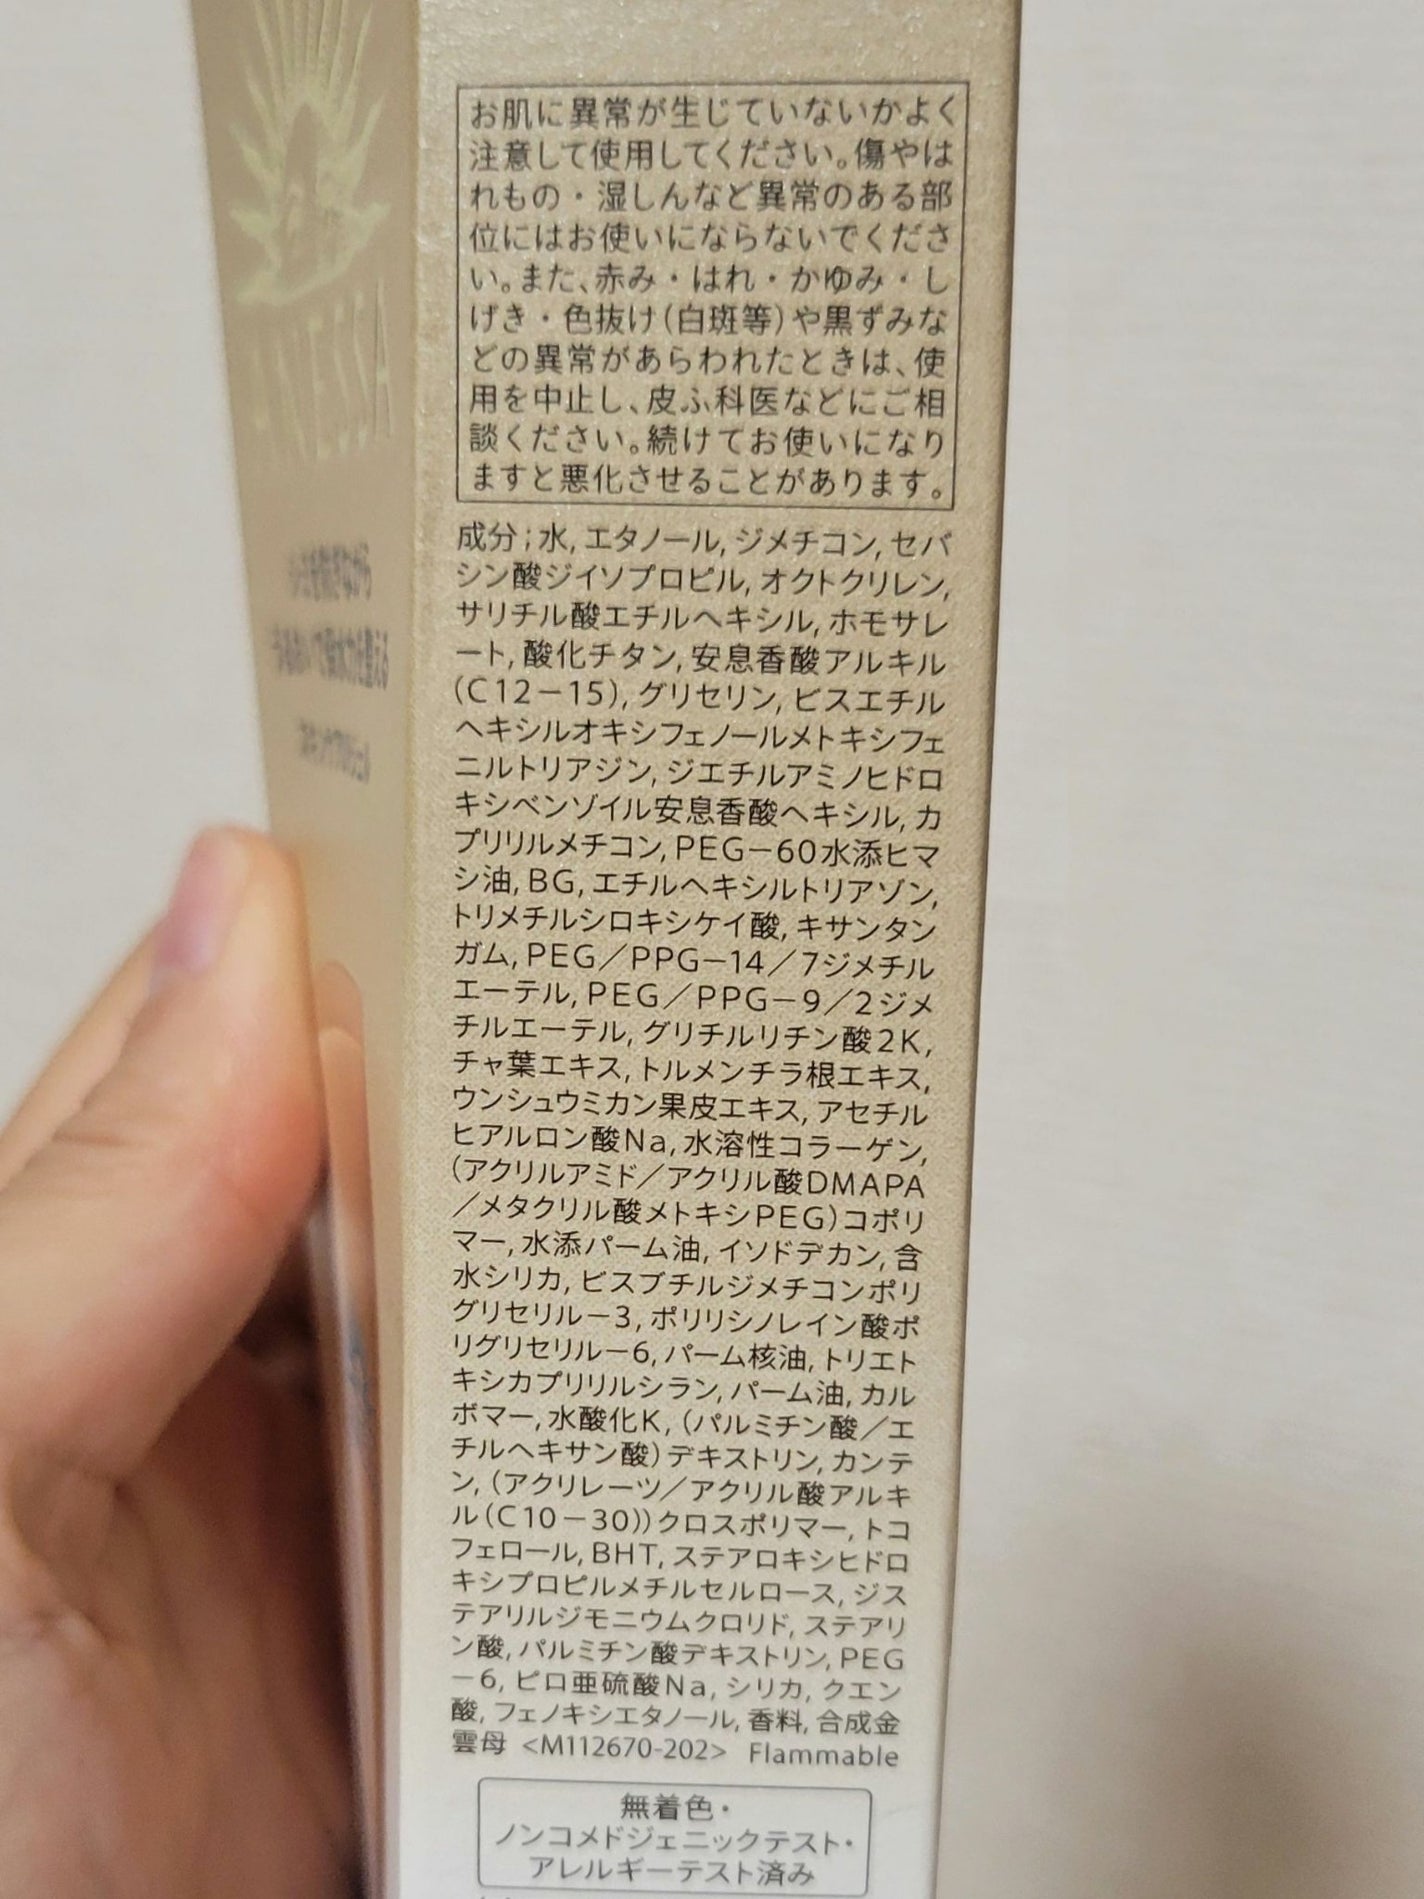 お肌に異常が生じていないかよく
注意して使用してください。傷やは
れもの・湿しんなど異常のある部
位にはお使いにならないでくださ
い。また、赤み・はれ・かゆみ・し
げき・色抜け(白斑等)や黒ずみな
どの異常があらわれたときは、使
用を中止し、皮ふ科医などにご相
談ください。続けてお使いになり
ますと悪化させることがあります。
成分;水, エタノール, ジメチコン, セバ
シン酸ジイソプロピル, オクトクリレン,
サリチル酸エチルヘキシル, ホモサレ
ート, 酸化チタン, 安息香酸アルキル
(C12－15), グリセリン, ビスエチル
ヘキシルオキシフェノールメトキシフェ
ニルトリアジン, ジエチルアミノヒドロ
キシベンゾイル安息香酸ヘキシル, カ
プリリルメチコン, PEG－60水添ヒマ
シ油, BG, エチルヘキシルトリアゾン,
トリメチルシロキシケイ酸, キサンタン
ガム, PEG／PPG－14／7ジメチル
エーテル, PEG／PPG－9／2ジメ
チルエーテル, グリチルリチン酸2K,
チャ葉エキス, トルメンチラ根エキス,
ウンシュウミカン果皮エキス, アセチル
ヒアルロン酸Na, 水溶性コラーゲン,
(アクリルアミド／アクリル酸DMAPA
／メタクリル酸メトキシPEG)コポリ
マー, 水添パーム油, イソドデカン, 含
水シリカ, ビスブチルジメチコンポリ
グリセリル－3, ポリリシノレイン酸ポ
リグリセリル－6, パーム核油, トリエト
キシカプリリルシラン, パーム油, カル
ボマー, 水酸化K, (パルミチン酸／エ
チルヘキサン酸)デキストリン, カンテ
ン, (アクリレーツ／アクリル酸アルキ
ル(C10－30))クロスポリマー, トコ
フェロール, BHT, ステアロキシヒドロ
キシプロピルメチルセルロース, ジス
テアリルジモニウムクロリド, ステアリ
ン酸, パルミチン酸デキストリン, PEG
－6, ピロ亜硫酸Na, シリカ, クエン
酸, フェノキシエタノール, 香料, 合成金
雲母 <M112670-202> Flammable
無着色・
ノンコメドジェニックテスト・
アレルギーテスト済み